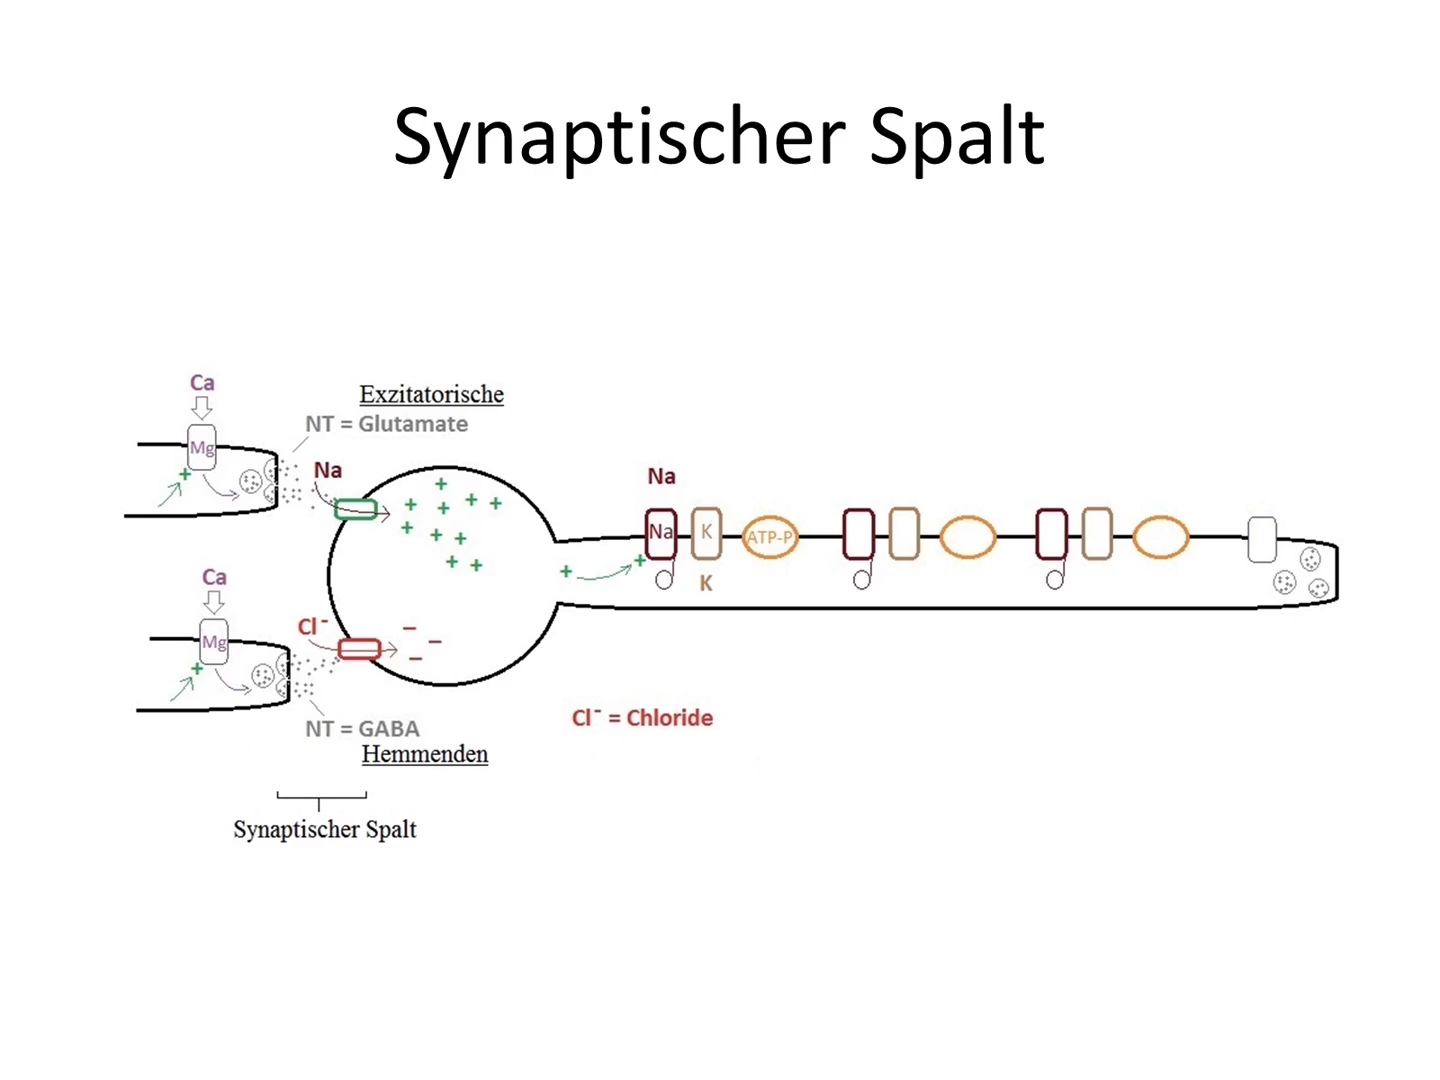 Synaptischer Spalt
Ca
Exzitatorische
NT = Glutamate
Mg
+
Na
+ + + + +
+ + +
+ +
Na
Na
K
ATP-P
+
+
K
Ca
Mg
+
Cl⁻
− − −
NT = GABA
Hemmenden
Cl⁻ = Chloride
Synaptischer Spalt